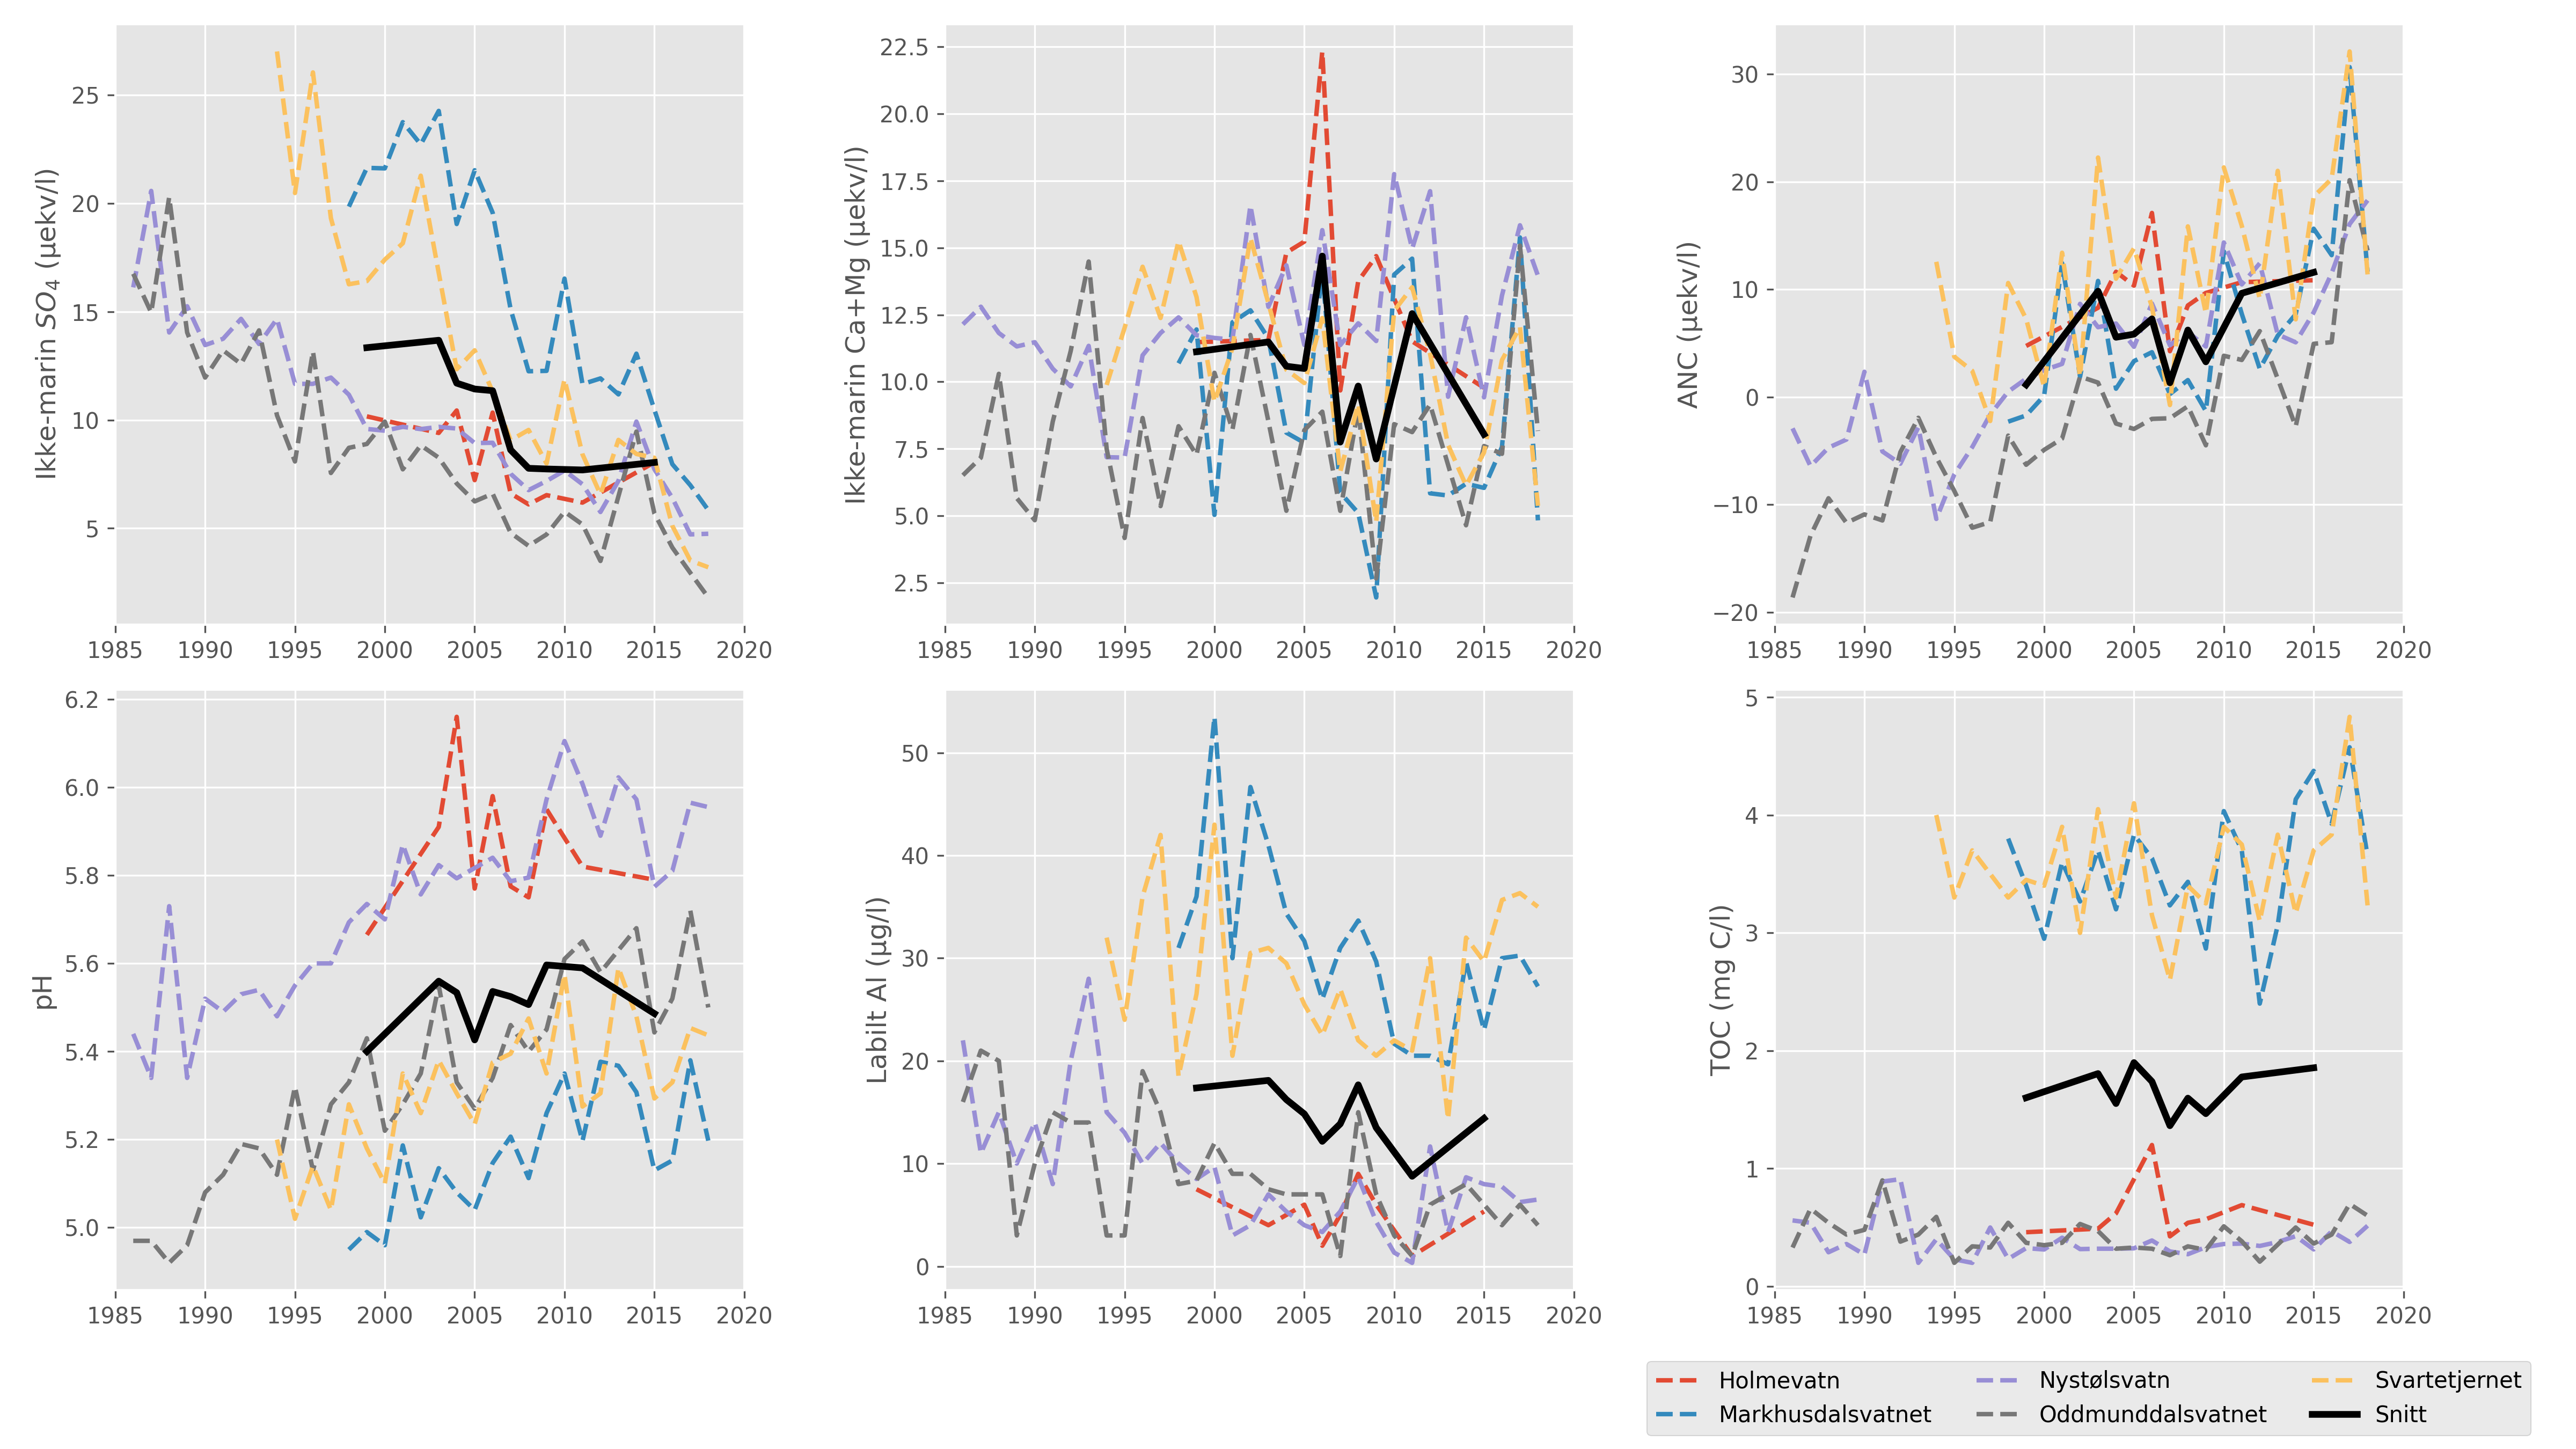 Ikke-marin SO4 (µekv/l)
25
20
15
10
5
1985 1990 1995 2000 2005 2010 2015 2020
Ikke-marin Ca+Mg (µekv/l)
22.5
20.0
17.5
15.0
12.5
10.0
7.5
5.0
2.5
1985 1990 1995 2000 2005 2010 2015 2020
ANC (µekv/l)
30
20
10
0
−10
−20
1985 1990 1995 2000 2005 2010 2015 2020
pH
6.2
6.0
5.8
5.6
5.4
5.2
5.0
1985 1990 1995 2000 2005 2010 2015 2020
Labilt Al (µg/l)
50
40
30
20
10
0
1985 1990 1995 2000 2005 2010 2015 2020
TOC (mg C/l)
5
4
3
2
1
0
1985 1990 1995 2000 2005 2010 2015 2020
Holmevatn Nystølsvatn Svartetjernet
Markhusdalsvatnet Oddmunddalsvatnet Snitt